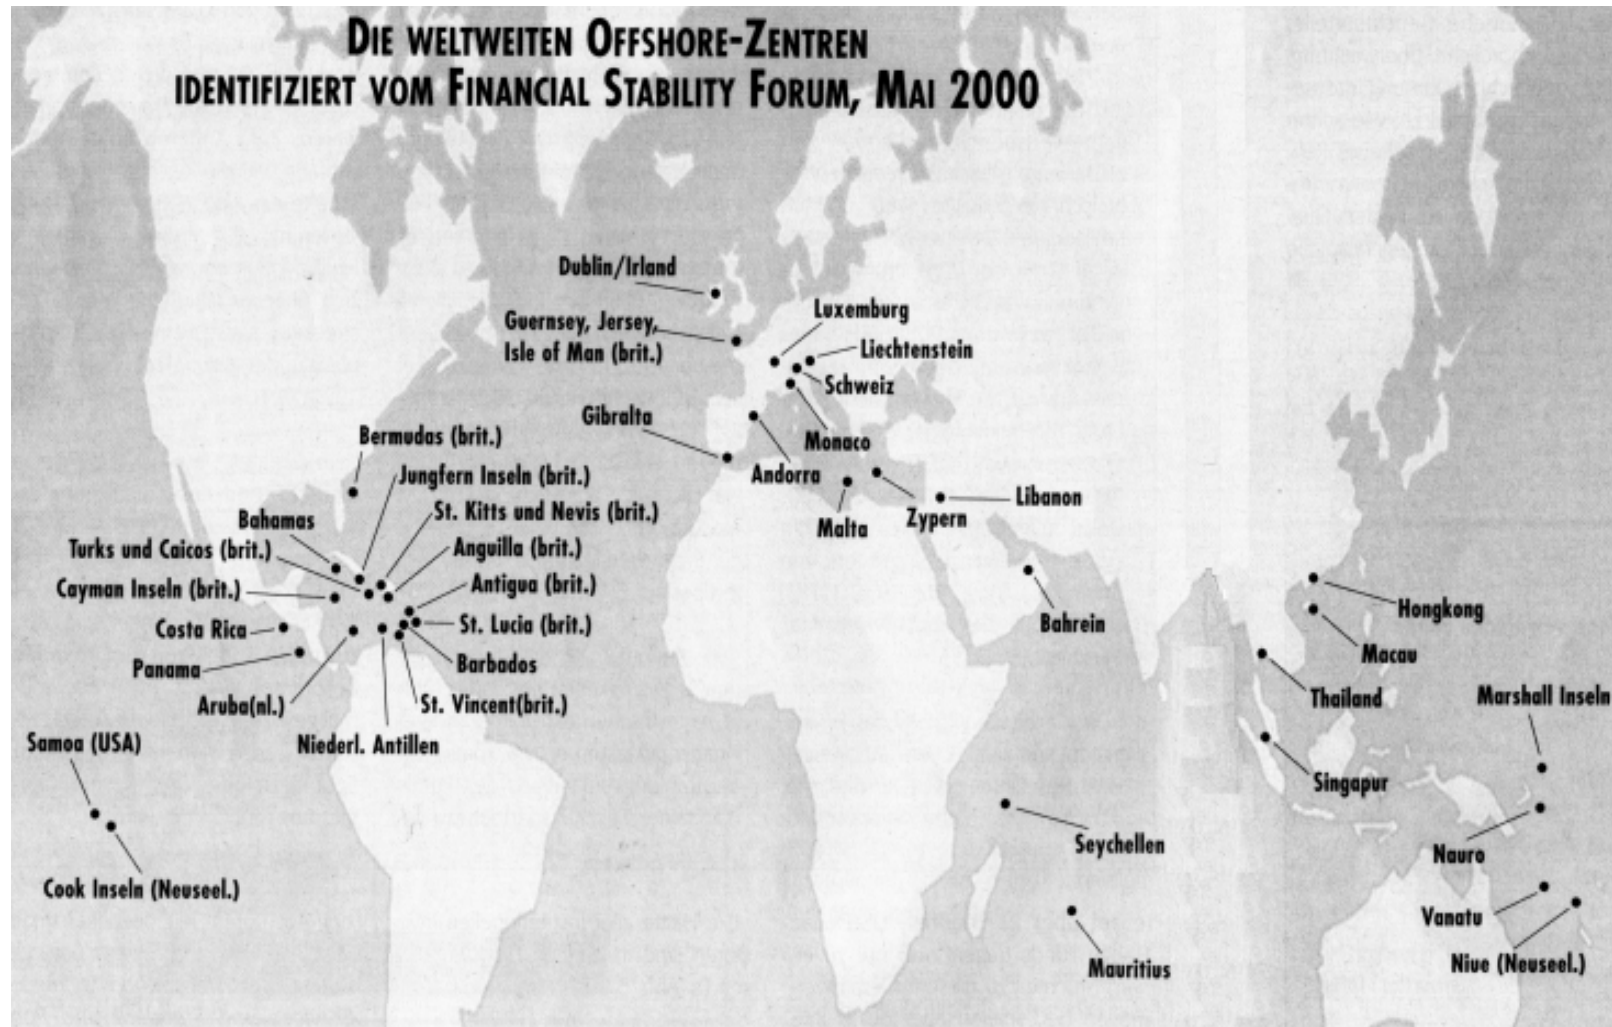 DIE WELTWEITEN OFFSHORE-ZENTREN
IDENTIFIZIERT VOM FINANCIAL STABILITY FORUM, MAI 2000
Dublin/Irland
Luxemburg
Guernsey, Jersey,
Isle of Man (brit.)
Liechtenstein
Schweiz
Gibralta
Monaco
Bermudas (brit.)
Andorra
Jungfern Inseln (brit.)
Libanon
St. Kitts und Nevis (brit.)
Zypern
Bahamas
Malta
Turks und Caicos (brit.)
Anguilla (brit.)
Cayman Inseln (brit.)
Antigua (brit.)
Hongkong
Costa Rica
St. Lucia (brit.)
Bahrein
Macau
Panama
Barbados
Aruba(nl.)
St. Vincent(brit.)
Thailand
Marshall Inseln
Samoa (USA)
Niederl. Antillen
Singapur
Seychellen
Nauro
Cook Inseln (Neuseel.)
Vanatu
Mauritius
Niue (Neuseel.)